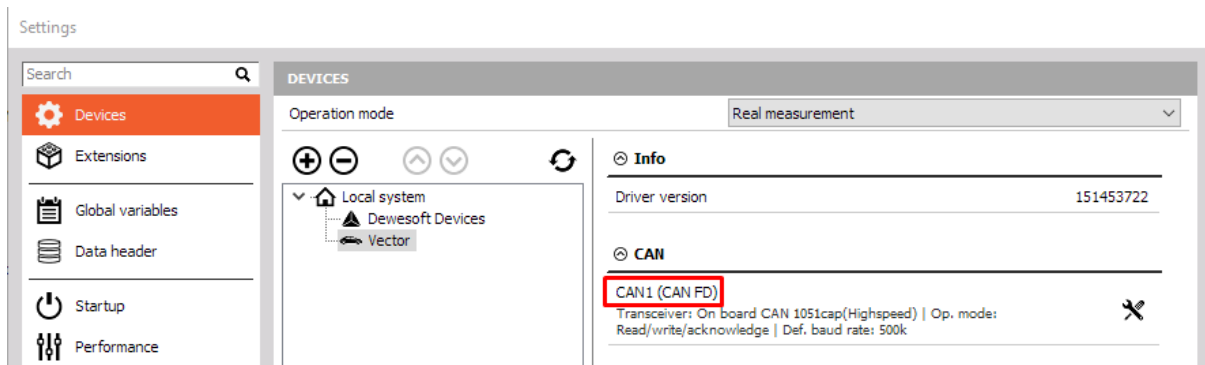 Settings
Search
DEVICES
Devices
Operation mode
Real measurement
Extensions
Info
Global variables
Local system
Driver version
151453722
Dewesoft Devices
Vector
Data header
CAN
CAN1 (CAN FD)
Startup
Transceiver: On board CAN 1051cap(Highspeed) | Op. mode:
Read/write/acknowledge | Def. baud rate: 500k
Performance